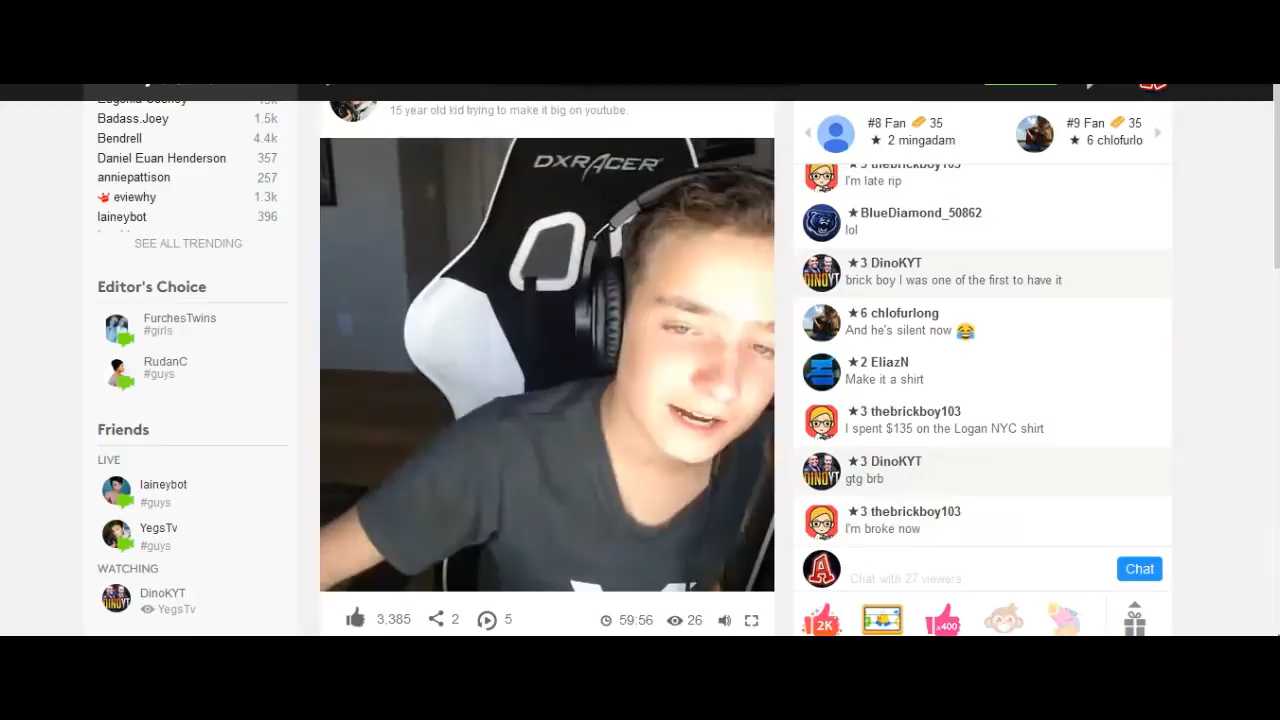 Badass.Joey 1.5k
Bendrell 4.4k
Daniel Euan Henderson 357
anniepattison 257
eviewhy 1.3k
laineybot 396
SEE ALL TRENDING
Editor's Choice
FurchesTwins
#girls
RudanC
#guys
Friends
LIVE
laineybot
#guys
YegsTv
#guys
WATCHING
DinoKYT
YegsTv
15 year old kid trying to make it big on youtube.
DXRACER
3,385 2 5 59:56 26
#8 Fan 35
★ 2 mingadam
#9 Fan 35
★ 6 chlofurlo
★3 thebrickboy103
I'm late rip
★BlueDiamond_50862
lol
★3 DinoKYT
brick boy I was one of the first to have it
★6 chlofurlong
And he's silent now 😂
★2 EliazN
Make it a shirt
★3 thebrickboy103
I spent $135 on the Logan NYC shirt
★3 DinoKYT
gtg brb
★3 thebrickboy103
I'm broke now
Chat with 27 viewers
Chat
2K
x400